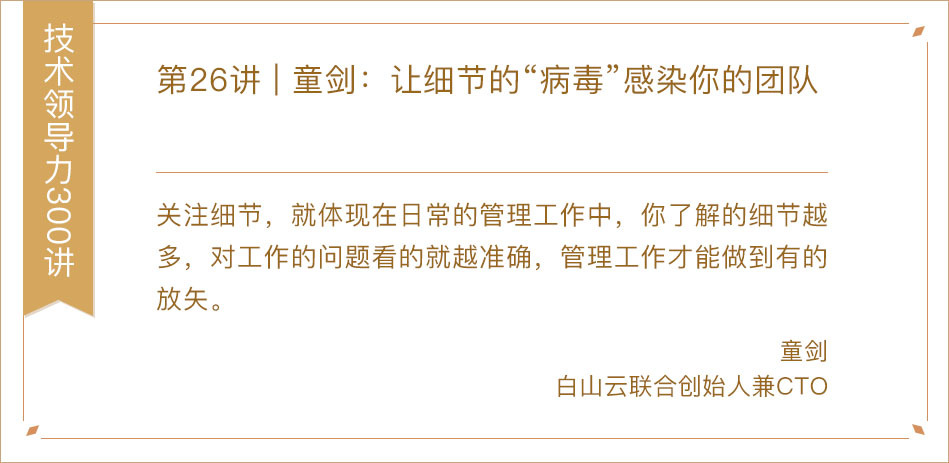 技术领导力300讲
第26讲 | 童剑：让细节的“病毒”感染你的团队
关注细节，就体现在日常的管理工作中，你了解的细节越
多，对工作的问题看的就越准确，管理工作才能做到有的
放矢。
童剑
白山云联合创始人兼CTO